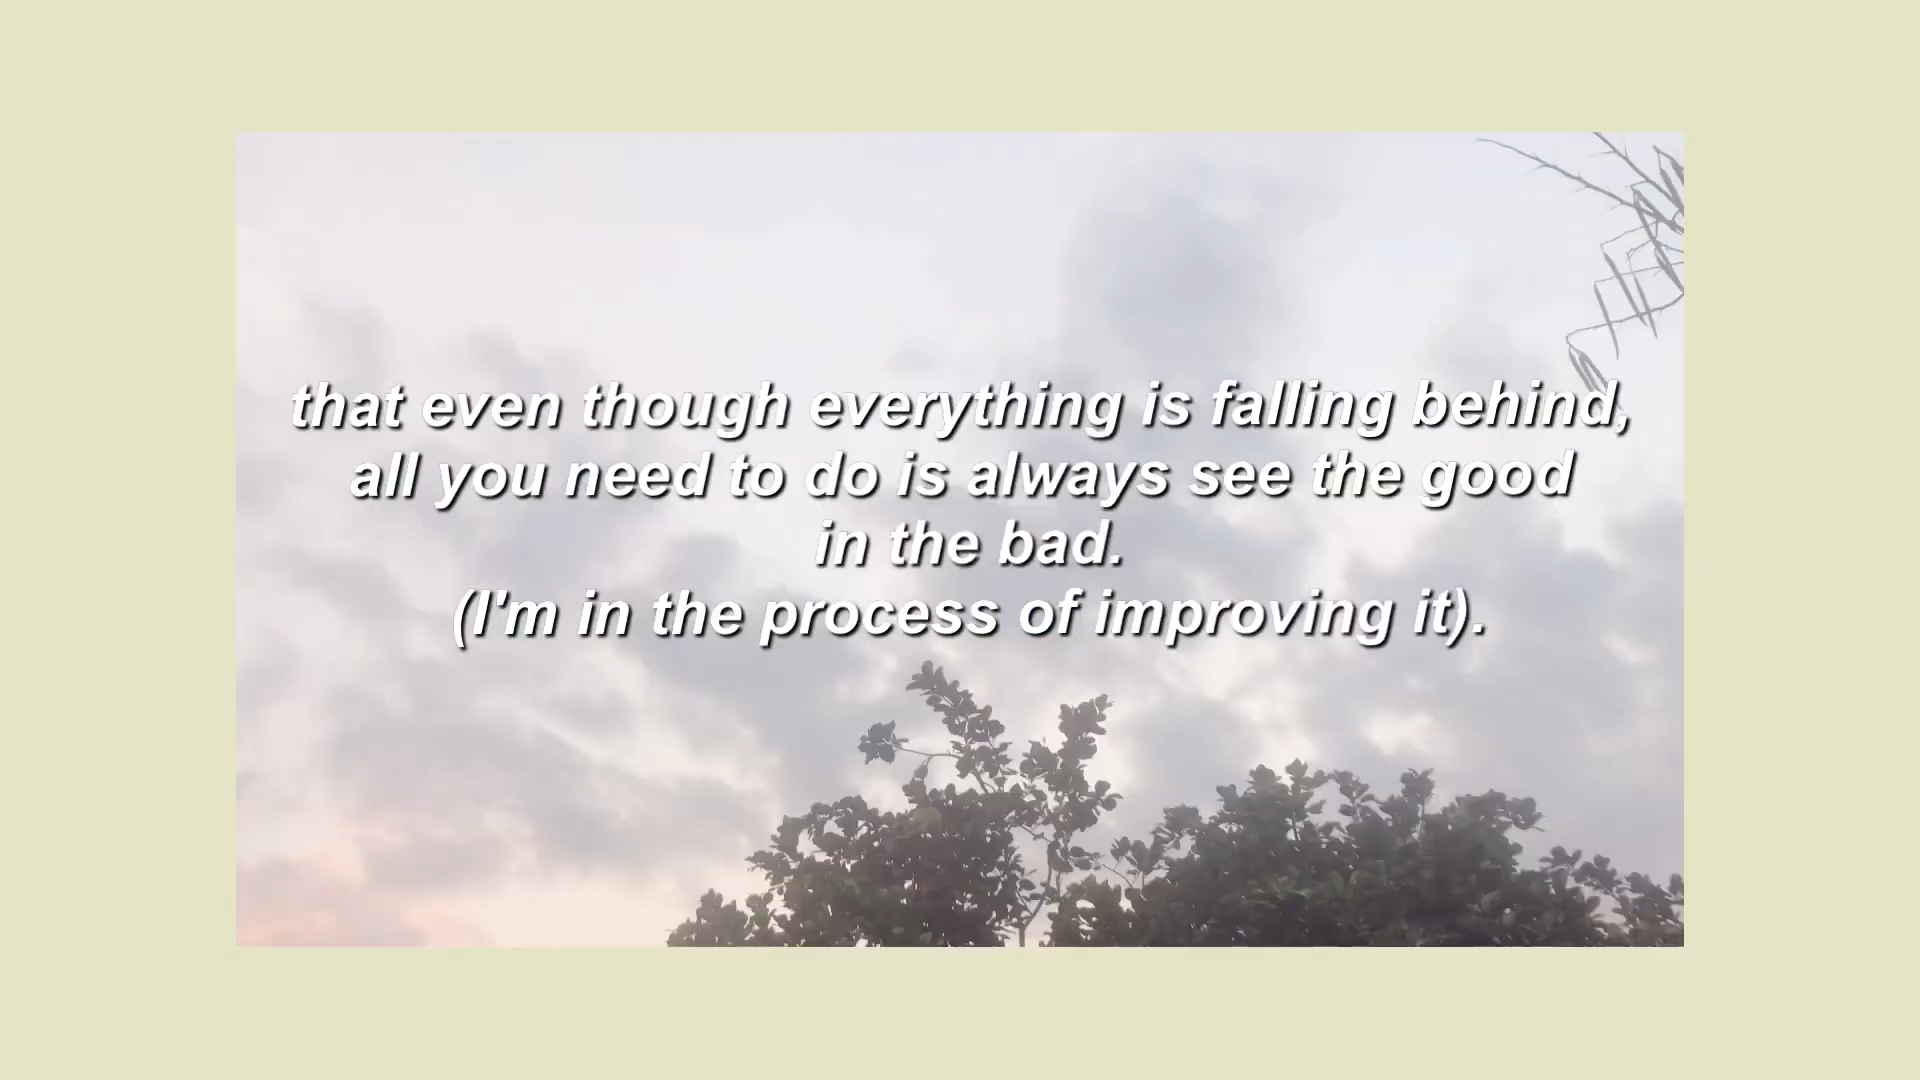 that even though everything is falling behind,
all you need to do is always see the good
in the bad.
(I'm in the process of improving it).